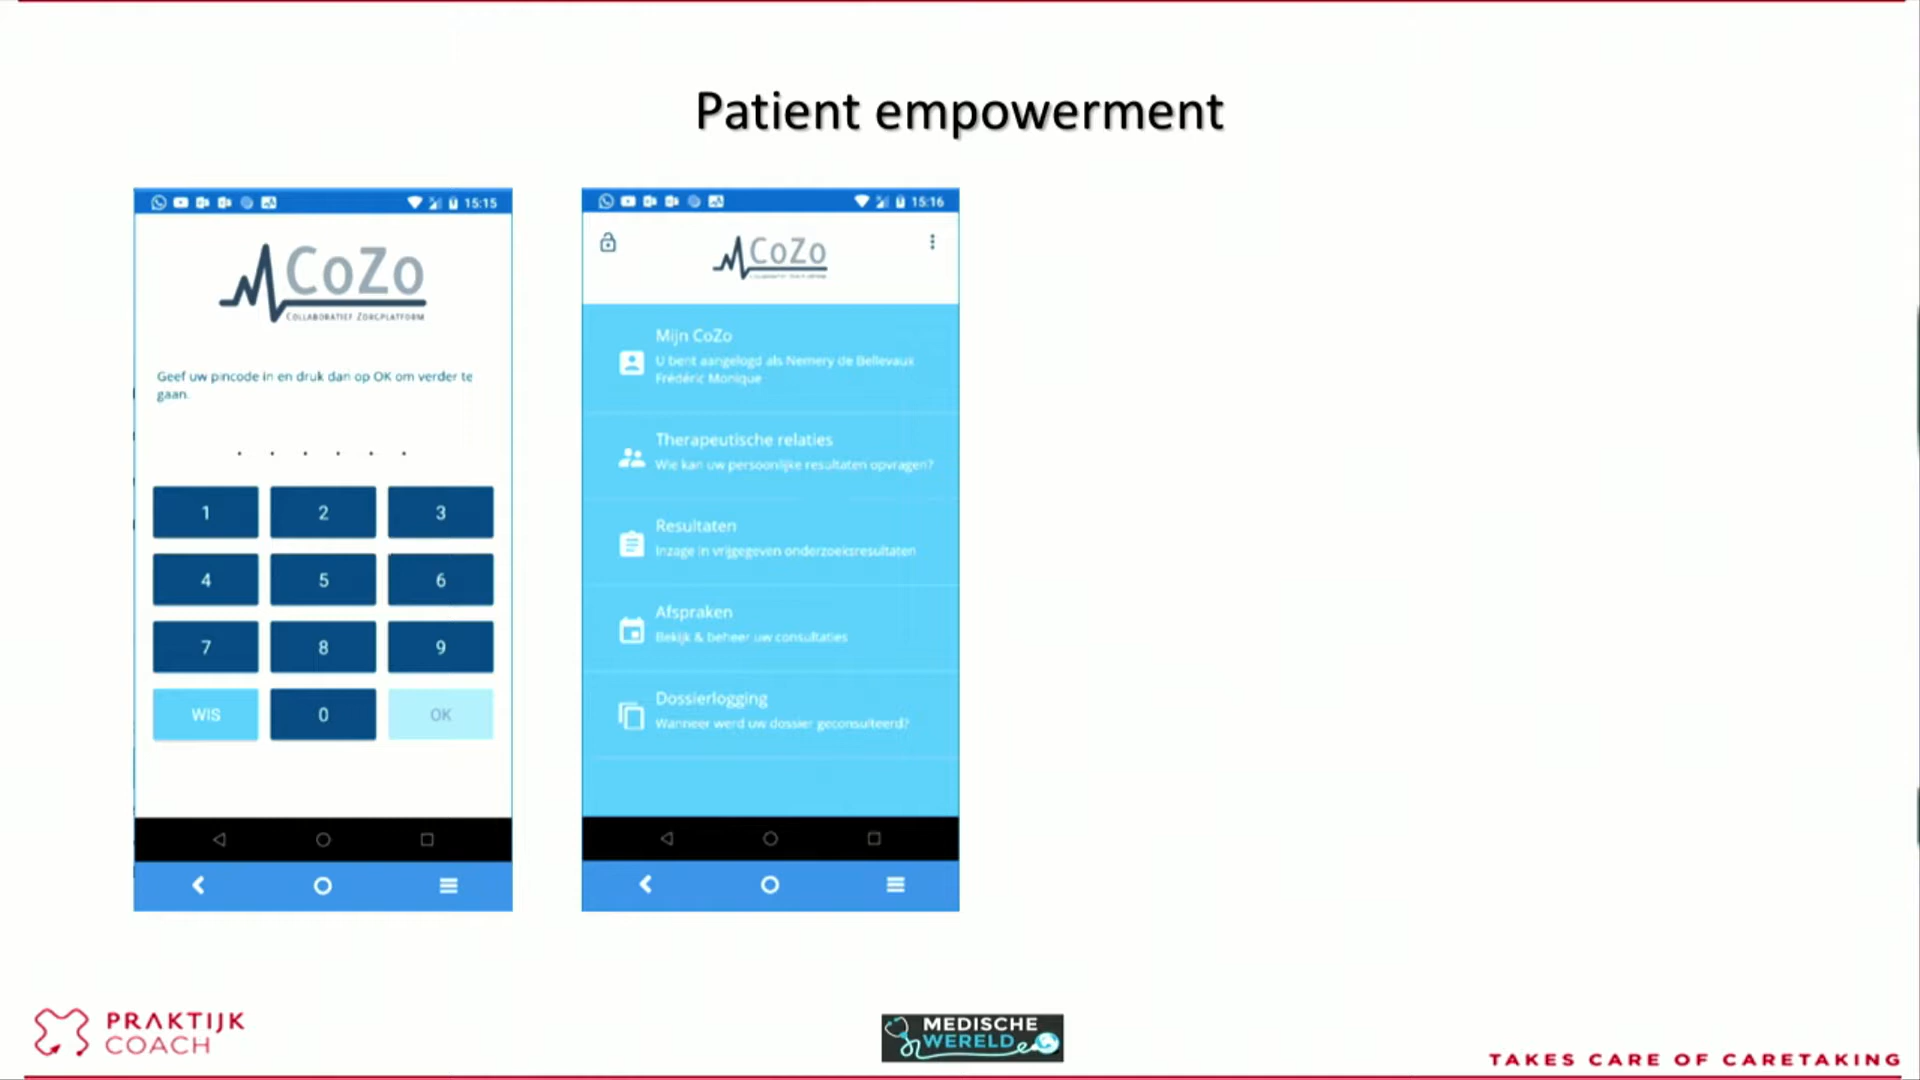 Patient empowerment
15:15
CoZo
COLLABORATIEF ZORGPLATFORM
Geef uw pincode in en druk dan op OK om verder te
gaan.
1 2 3
4 5 6
7 8 9
WIS 0 OK
15:16
CoZo
Mijn CoZo
U bent aangelogd als Nemery de Bellevaux
Frédéric Monique
Therapeutische relaties
Wie kan uw persoonlijke resultaten opvragen?
Resultaten
Inzage in vrijgegeven onderzoeksresultaten
Afspraken
Bekijk & beheer uw consultaties
Dossierlogging
Wanneer werd uw dossier geconsulteerd?
PRAKTIJK
COACH
MEDISCHE
WERELD
TAKES CARE OF CARETAKING